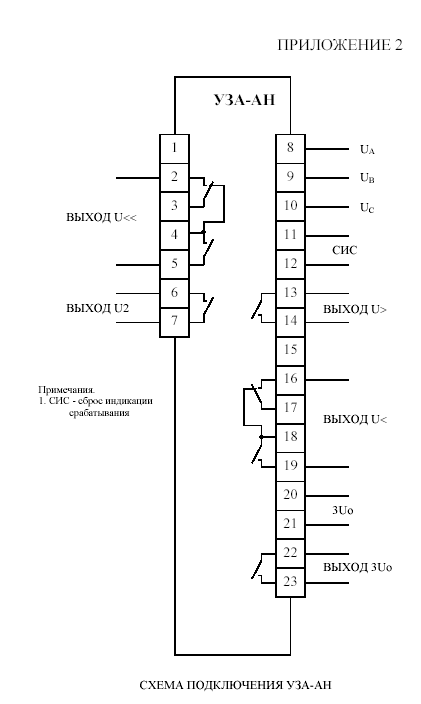 ПРИЛОЖЕНИЕ 2
УЗА-АН
1
2
3
4
5
6
7
ВЫХОД U<<
ВЫХОД U2
8
9
10
11
12
13
14
15
16
17
18
19
20
21
22
23
UA
UB
UC
СИС
ВЫХОД U>
ВЫХОД U<
3Uo
ВЫХОД 3Uo
Примечания.
1. СИС - сброс индикации
срабатывания
СХЕМА ПОДКЛЮЧЕНИЯ УЗА-АН